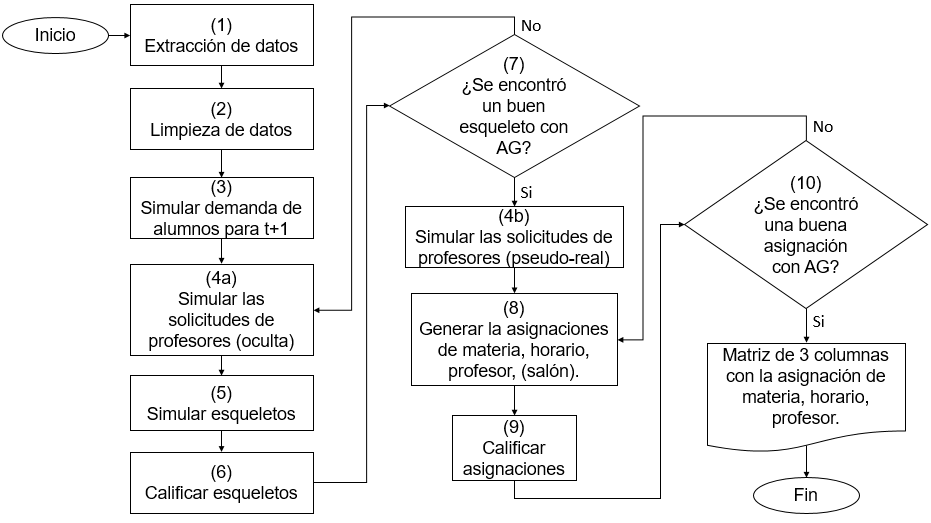 Inicio
(1)
Extracción de datos
(2)
Limpieza de datos
(3)
Simular demanda de
alumnos para t+1
(4a)
Simular las
solicitudes de
profesores (oculta)
(5)
Simular esqueletos
(6)
Calificar esqueletos
No
(7)
¿Se encontró
un buen
esqueleto con
AG?
Si
(4b)
Simular las solicitudes de
profesores (pseudo-real)
(8)
Generar la asignaciones
de materia, horario,
profesor, (salón).
(9)
Calificar
asignaciones
No
(10)
¿Se encontró
una buena
asignación
con AG?
Si
Matriz de 3 columnas
con la asignación de
materia, horario,
profesor.
Fin